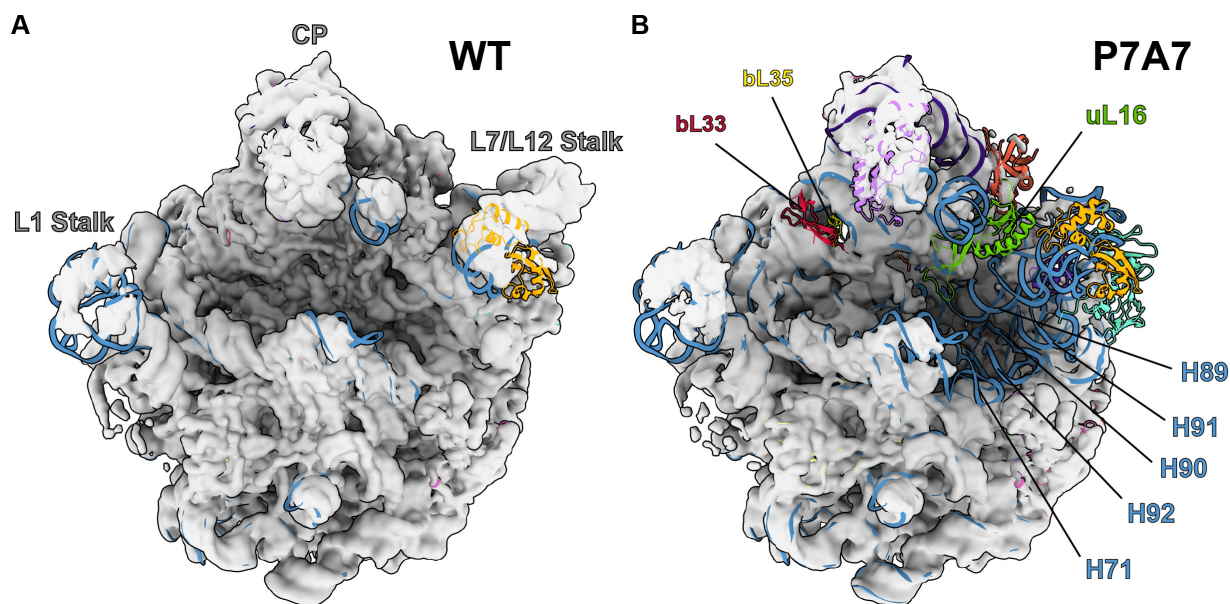 A
CP
WT
L7/L12 Stalk
L1 Stalk
B
P7A7
bL35
bL33
uL16
H89
H91
H90
H92
H71